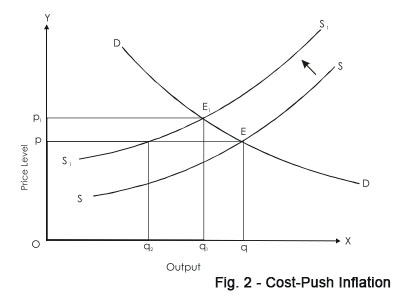 Y
D
S₁
S
E₁
p₁
E
p
S₁
S
D
Price Level
O
q₂
q₁
q
X
Output
Fig. 2 - Cost-Push Inflation